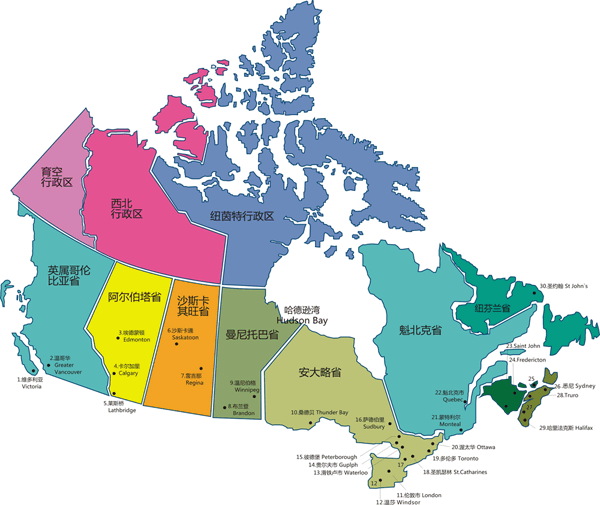 育空
行政区
西北
行政区
纽茵特行政区
英属哥伦
比亚省
阿尔伯塔省
沙斯卡
其旺省
曼尼托巴省
哈德逊湾
Hudson Bay
安大略省
魁北克省
纽芬兰省
1.维多利亚
Victoria
2.温哥华
Greater
Vancouver
3.埃德蒙顿
Edmonton
4.卡尔加里
Calgary
5.莱斯桥
Lathbridge
6.沙斯卡通
Saskatoon
7.雷吉那
Regina
8.布兰登
Brandon
9.温尼伯格
Winnipeg
10.桑德贝 Thunder Bay
11.伦敦市 London
12
12.温莎 Windsor
13.滑铁卢市 Waterloo
14.贵尔夫市 Guplph
15.彼德堡 Peterborough
16.萨德伯里
Sudbury
17
18.圣凯瑟林 St.Catharines
19.多伦多 Toronto
20.渥太华 Ottawa
21.蒙特利尔
Monteal
22.魁北克市
Quebec
23.Saint John
24.Fredericton
25
26.悉尼 Sydney
27
28.Truro
29.哈里法克斯 Halifax
30.圣约翰 St John´s